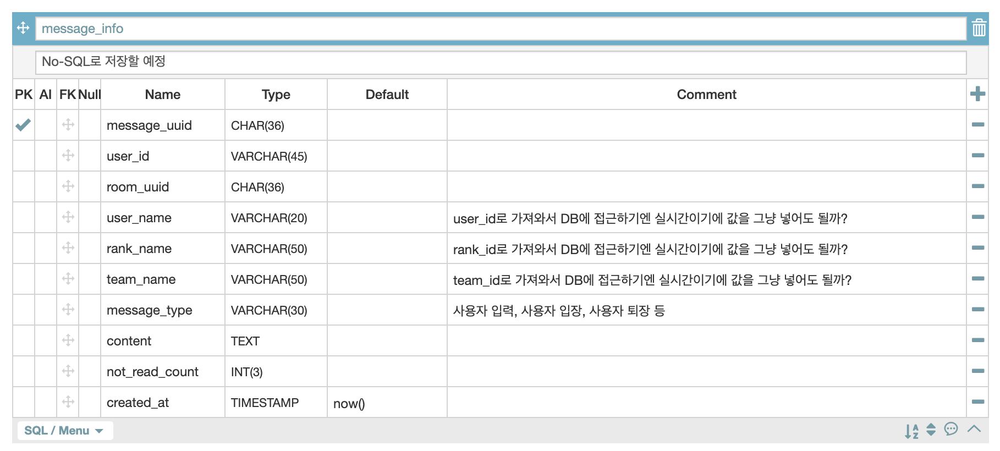 message_info
No-SQL로 저장할 예정
PK AI FK Null Name Type Default Comment
message_uuid CHAR(36)
user_id VARCHAR(45)
room_uuid CHAR(36)
user_name VARCHAR(20) user_id로 가져와서 DB에 접근하기엔 실시간이기에 값을 그냥 넣어도 될까?
rank_name VARCHAR(50) rank_id로 가져와서 DB에 접근하기엔 실시간이기에 값을 그냥 넣어도 될까?
team_name VARCHAR(50) team_id로 가져와서 DB에 접근하기엔 실시간이기에 값을 그냥 넣어도 될까?
message_type VARCHAR(30) 사용자 입력, 사용자 입장, 사용자 퇴장 등
content TEXT
not_read_count INT(3)
created_at TIMESTAMP now()
SQL / Menu